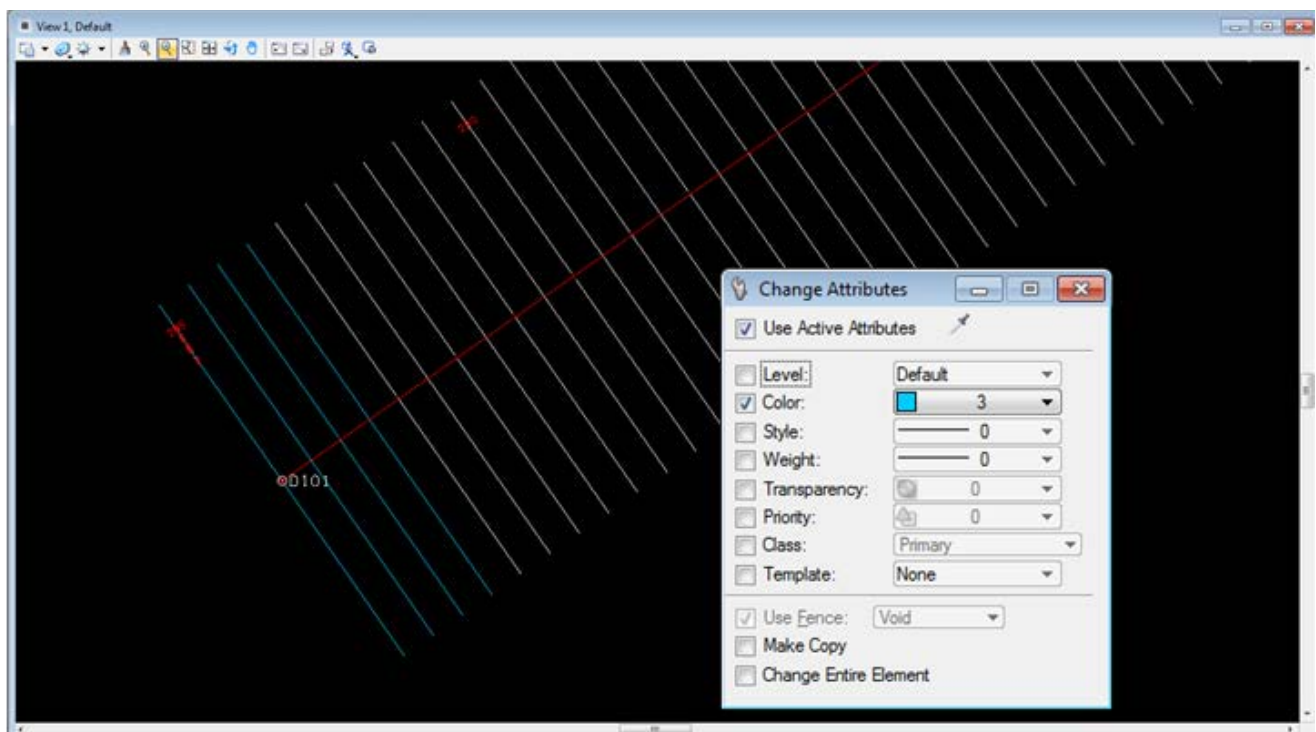 View 1, Default
D101
Change Attributes
Use Active Attributes
Level: Default
Color: 3
Style: 0
Weight: 0
Transparency: 0
Priority: 0
Class: Primary
Template: None
Use Fence: Void
Make Copy
Change Entire Element